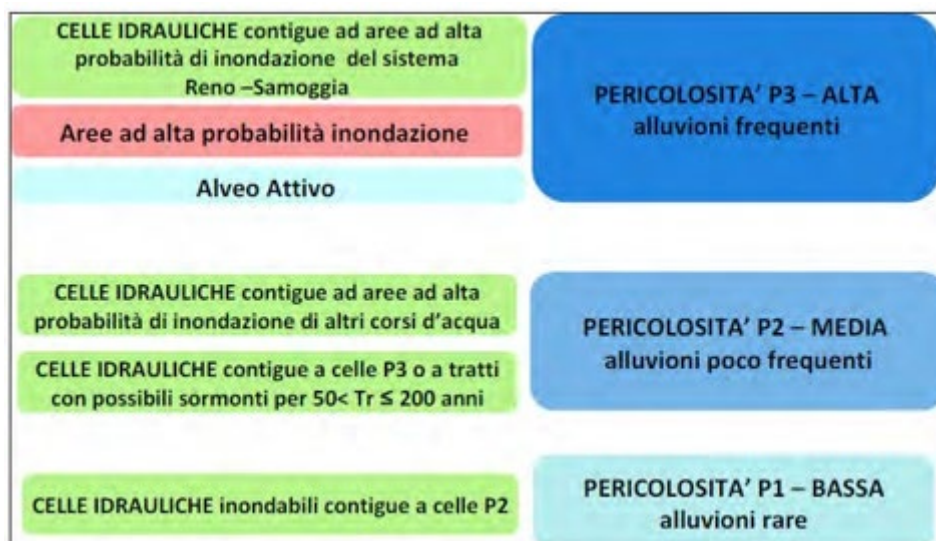 CELLE IDRAULICHE contigue ad aree ad alta
probabilità di inondazione del sistema
Reno –Samoggia
Aree ad alta probabilità inondazione
Alveo Attivo
PERICOLOSITA’ P3 – ALTA
alluvioni frequenti
CELLE IDRAULICHE contigue ad aree ad alta
probabilità di inondazione di altri corsi d’acqua
CELLE IDRAULICHE contigue a celle P3 o a tratti
con possibili sormonti per 50< Tr ≤ 200 anni
PERICOLOSITA’ P2 – MEDIA
alluvioni poco frequenti
CELLE IDRAULICHE inondabili contigue a celle P2
PERICOLOSITA’ P1 – BASSA
alluvioni rare